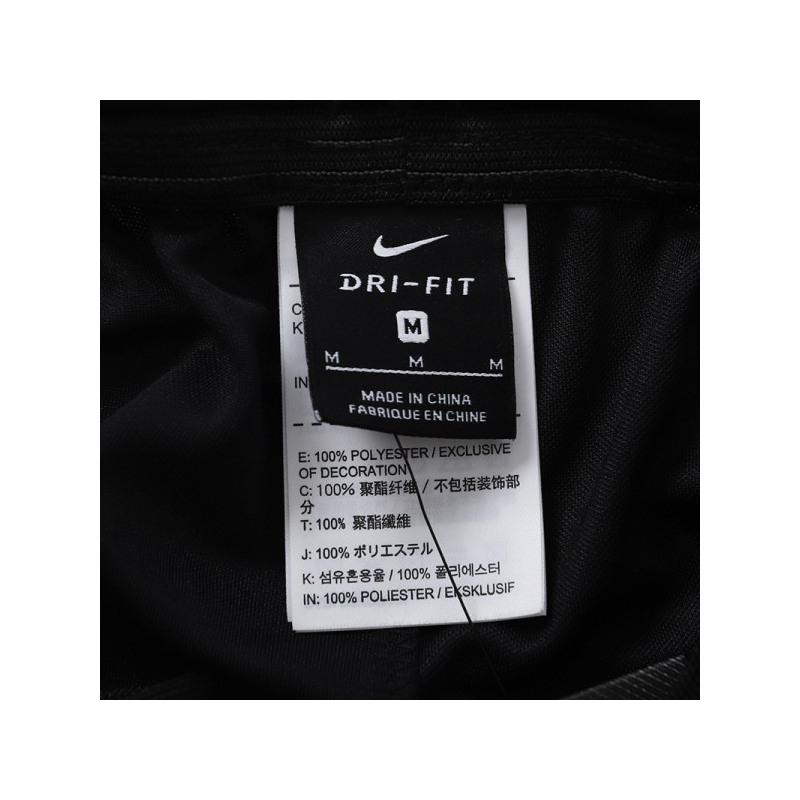 DRI-FIT
M
M M M
MADE IN CHINA
FABRIQUE EN CHINE
C
K
IN
E: 100% POLYESTER / EXCLUSIVE
OF DECORATION
C: 100% 聚酯纤维 / 不包括装饰部
分
T: 100% 聚酯纖維
J: 100% ポリエステル
K: 섬유혼용율 / 100% 폴리에스터
IN: 100% POLIESTER / EKSKLUSIF